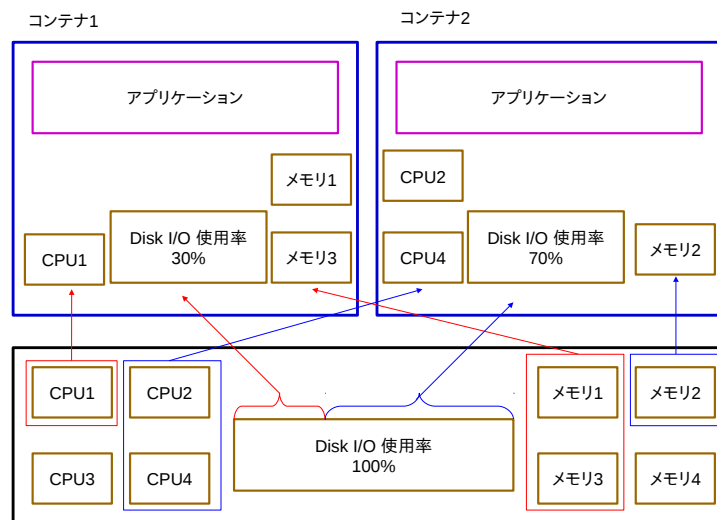 コンテナ1
コンテナ2
アプリケーション
アプリケーション
メモリ1
CPU2
Disk I/O 使用率
30%
Disk I/O 使用率
70%
CPU1
メモリ3
CPU4
メモリ2
CPU1
CPU2
メモリ1
メモリ2
Disk I/O 使用率
100%
CPU3
CPU4
メモリ3
メモリ4